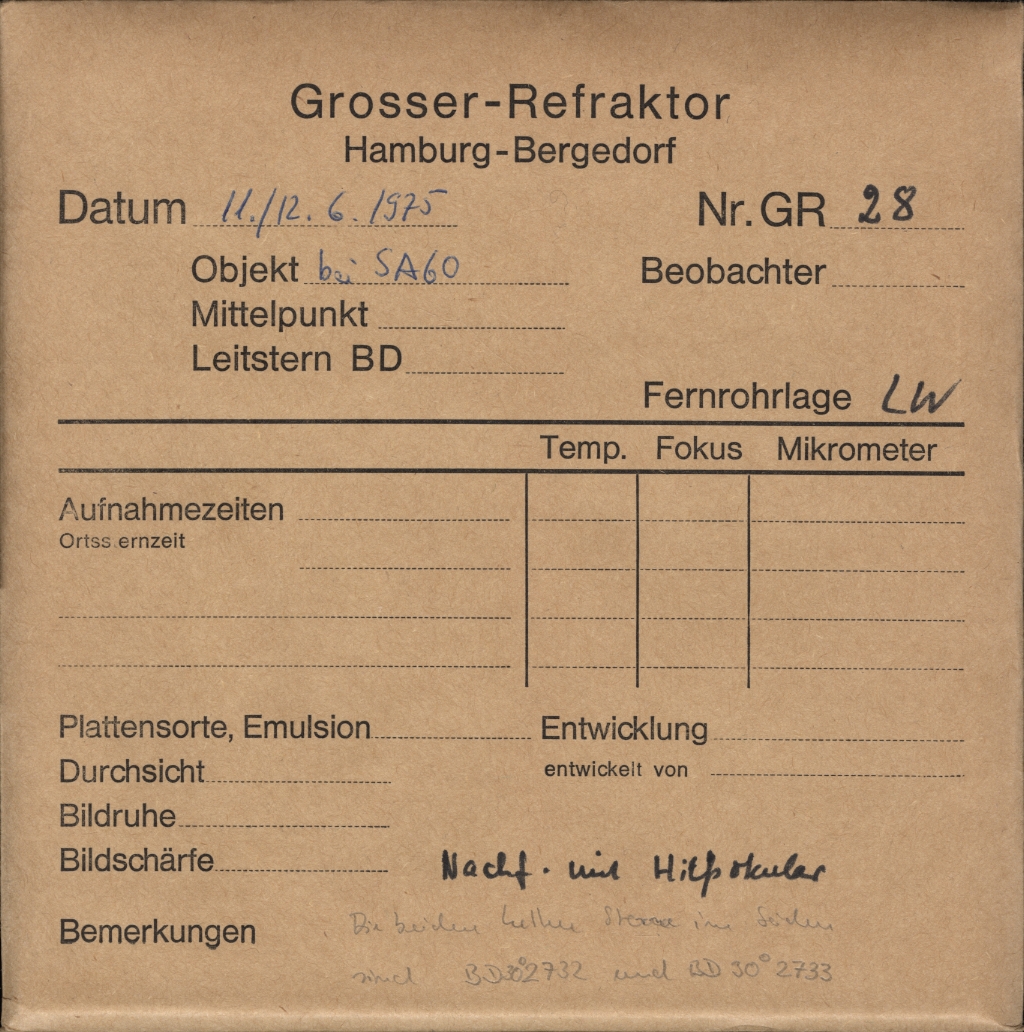 Grosser-Refraktor
Hamburg-Bergedorf
Datum 11./12. 6. 1975 Nr. GR 28
Objekt bei SA60 Beobachter
Mittelpunkt
Leitstern BD
Fernrohrlage LW
Temp. Fokus Mikrometer
Aufnahmezeiten
Ortss ernzeit
Plattensorte, Emulsion Entwicklung
Durchsicht entwickelt von
Bildruhe
Bildschärfe
Nachf. mit Hilfsokular
Bemerkungen Die beiden hellen Sterne im Süden
sind BD30°2732 und BD 30°2733